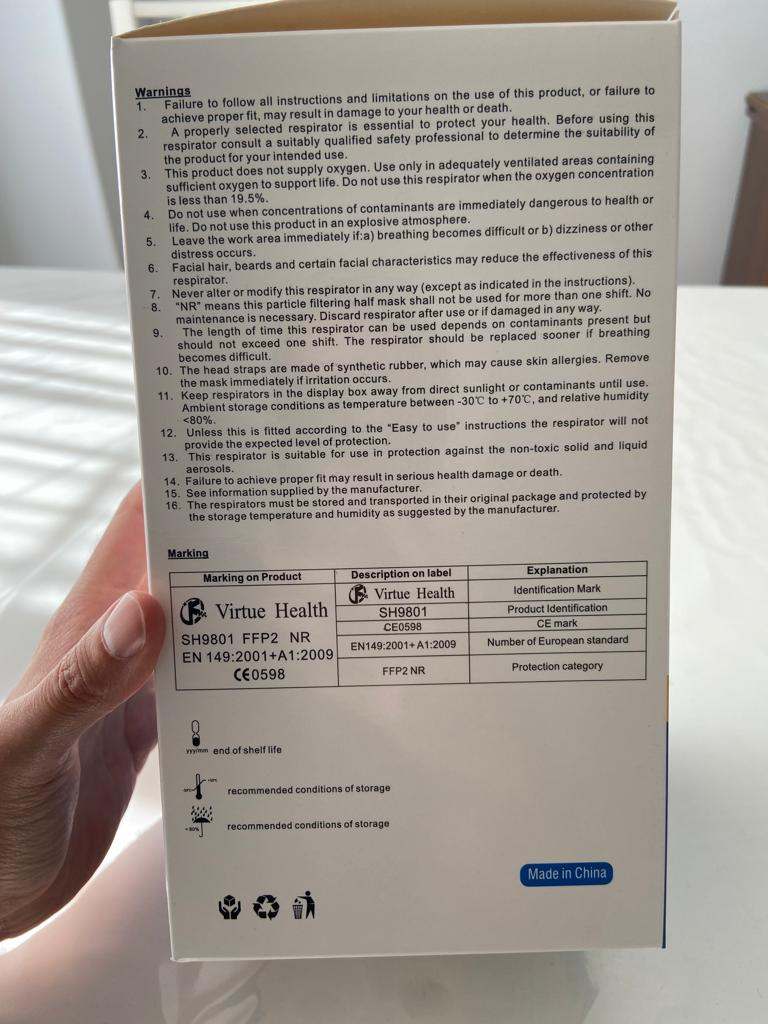 Warnings
1. Failure to follow all instructions and limitations on the use of this product, or failure to
achieve proper fit, may result in damage to your health or death.
2. A properly selected respirator is essential to protect your health. Before using this
respirator consult a suitably qualified safety professional to determine the suitability of
the product for your intended use.
3. This product does not supply oxygen. Use only in adequately ventilated areas containing
sufficient oxygen to support life. Do not use this respirator when the oxygen concentration
is less than 19.5%.
4. Do not use when concentrations of contaminants are immediately dangerous to health or
life. Do not use this product in an explosive atmosphere.
5. Leave the work area immediately if:a) breathing becomes difficult or b) dizziness or other
distress occurs.
6. Facial hair, beards and certain facial characteristics may reduce the effectiveness of this
respirator.
7. Never alter or modify this respirator in any way (except as indicated in the instructions).
8. “NR” means this particle filtering half mask shall not be used for more than one shift. No
maintenance is necessary. Discard respirator after use or if damaged in any way.
9. The length of time this respirator can be used depends on contaminants present but
should not exceed one shift. The respirator should be replaced sooner if breathing
becomes difficult.
10. The head straps are made of synthetic rubber, which may cause skin allergies. Remove
the mask immediately if irritation occurs.
11. Keep respirators in the display box away from direct sunlight or contaminants until use.
Ambient storage conditions as temperature between -30℃ to +70℃, and relative humidity
<80%.
12. Unless this is fitted according to the “Easy to use” instructions the respirator will not
provide the expected level of protection.
13. This respirator is suitable for use in protection against the non-toxic solid and liquid
aerosols.
14. Failure to achieve proper fit may result in serious health damage or death.
15. See information supplied by the manufacturer.
16. The respirators must be stored and transported in their original package and protected by
the storage temperature and humidity as suggested by the manufacturer.
Marking
Marking on Product Description on label Explanation
Virtue Health
SH9801 FFP2 NR
EN 149:2001+A1:2009
CE0598
Virtue Health Identification Mark
SH9801 Product Identification
CE0598 CE mark
EN149:2001+A1:2009 Number of European standard
FFP2 NR Protection category
yyy/mm end of shelf life
recommended conditions of storage
<80% recommended conditions of storage
Made in China